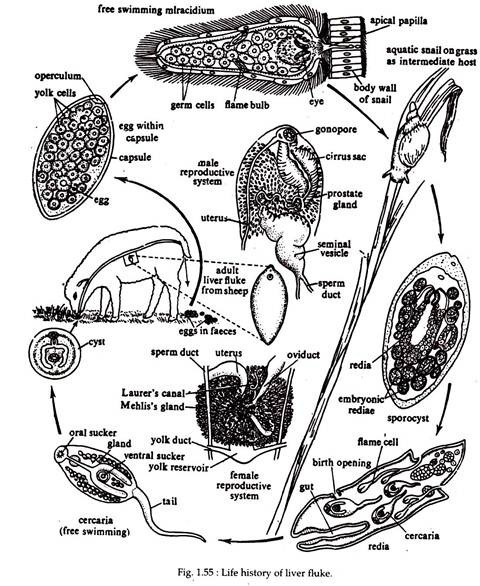 free swimming miracidium
apical papilla
aquatic snail on grass
as intermediate host
operculum
yolk cells
germ cells
flame bulb
eye
body wall
of snail
egg within
capsule
capsule
egg
gonopore
cirrus sac
male
reproductive
system
prostate
gland
uterus
seminal
vesicle
sperm
duct
adult
liver fluke
from sheep
eggs in faeces
cyst
sperm duct
uterus
oviduct
Laurer's canal
Mehlis's gland
yolk duct
yolk reservoir
female
reproductive
system
redia
embryonic
rediae
sporocyst
oral sucker
gland
ventral sucker
tail
cercaria
(free swimming)
flame cell
birth opening
gut
cercaria
redia
Fig. 1.55 : Life history of liver fluke.